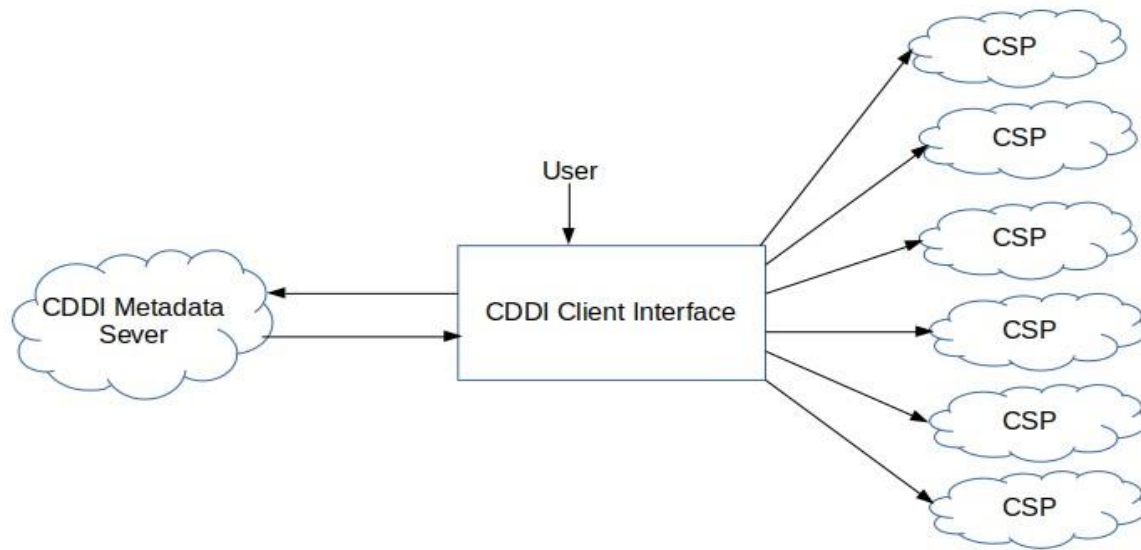 User
CDDI Metadata
Sever
CDDI Client Interface
CSP
CSP
CSP
CSP
CSP
CSP